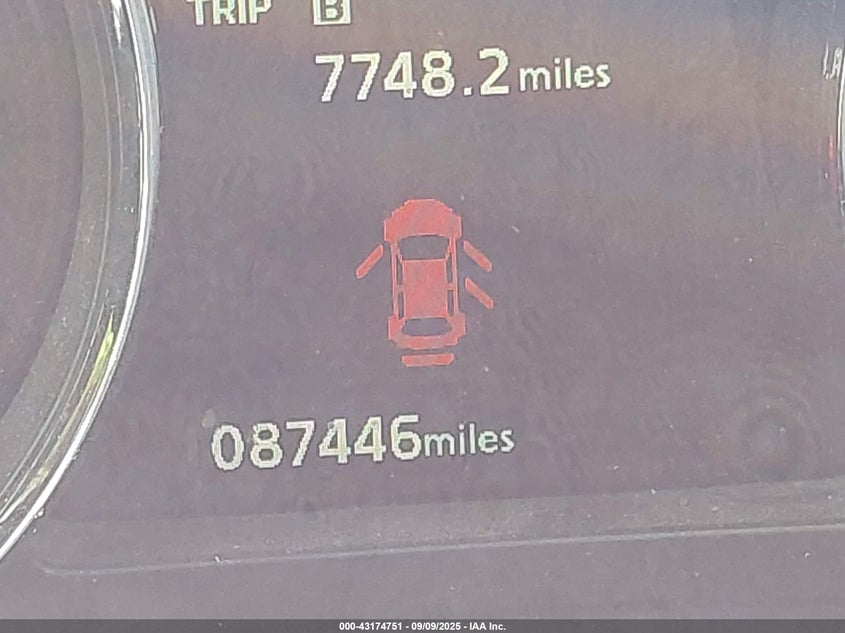 TRIP B
7748.2 miles
087446miles
000-43174751 - 09/09/2025 - IAA Inc.